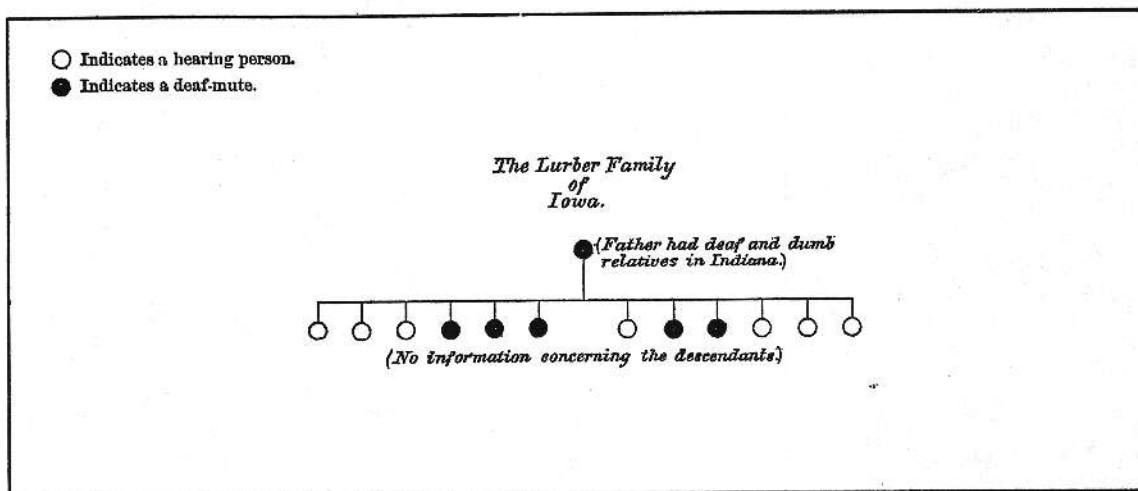 Indicates a hearing person.
Indicates a deaf-mute.
The Lurber Family
of
Iowa.
(Father had deaf and dumb
relatives in Indiana.)
(No information concerning the descendants.)